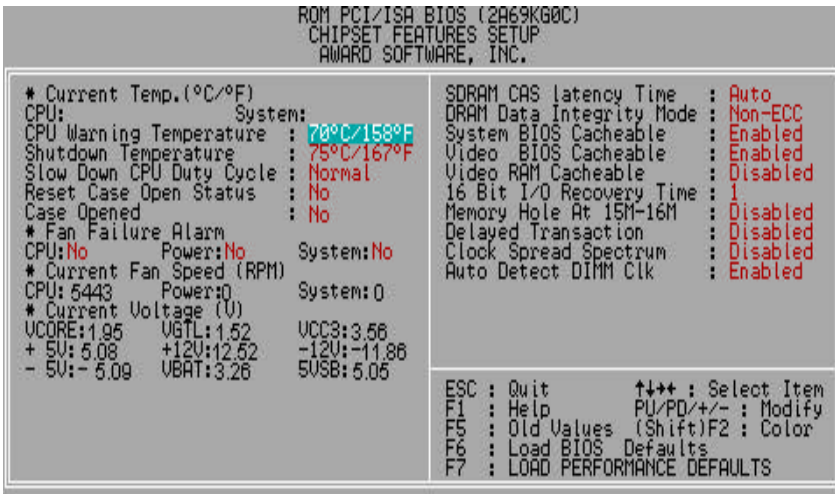 ROM PCI/ISA BIOS (2A69KG0C)
CHIPSET FEATURES SETUP
AWARD SOFTWARE, INC.
* Current Temp.(°C/°F)
CPU: System:
CPU Warning Temperature : 70°C/158°F
Shutdown Temperature : 75°C/167°F
Slow Down CPU Duty Cycle : Normal
Reset Case Open Status : No
Case Opened : No
* Fan Failure Alarm
CPU:No Power:No System:No
* Current Fan Speed (RPM)
CPU: 5443 Power:0 System: 0
* Current Voltage (V)
VCORE:1.95 VGTL: 1.52 VCC3:3.56
+ 5V: 5.08 +12V:12.52 -12V:-11.86
- 5V:- 5.09 VBAT:3.26 5VSB: 5.05
SDRAM CAS latency Time : Auto
DRAM Data Integrity Mode : Non-ECC
System BIOS Cacheable : Enabled
Video BIOS Cacheable : Enabled
Video RAM Cacheable : Disabled
16 Bit I/O Recovery Time : 1
Memory Hole At 15M-16M : Disabled
Delayed Transaction : Disabled
Clock Spread Spectrum : Disabled
Auto Detect DIMM Clk : Enabled
ESC : Quit ↑↓→← : Select Item
F1 : Help PU/PD/+/- : Modify
F5 : Old Values (Shift)F2 : Color
F6 : Load BIOS Defaults
F7 : LOAD PERFORMANCE DEFAULTS